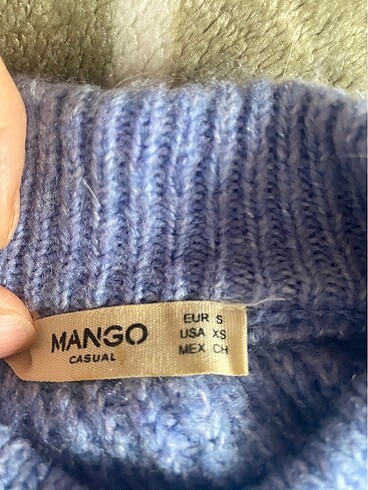 MANGO
CASUAL
EUR S
USA XS
MEX CH